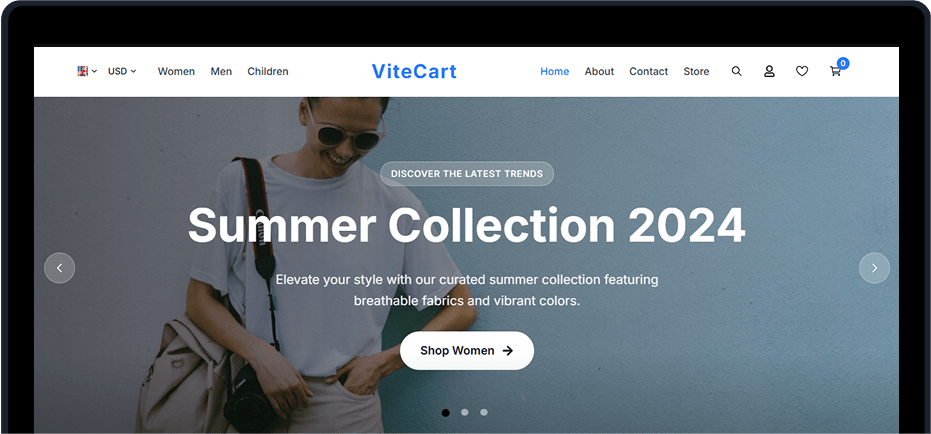 USD Women Men Children ViteCart Home About Contact Store 0
DISCOVER THE LATEST TRENDS
Summer Collection 2024
Elevate your style with our curated summer collection featuring
breathable fabrics and vibrant colors.
Shop Women